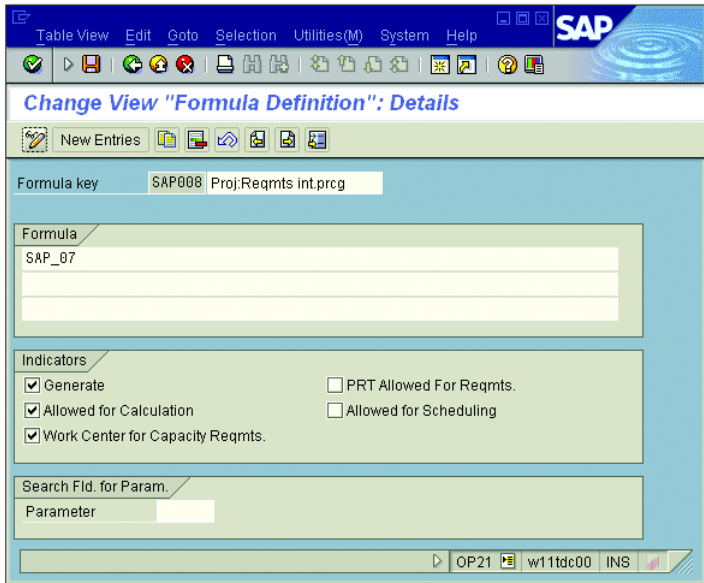 SAP
Table View Edit Goto Selection Utilities(M) System Help
Change View "Formula Definition": Details
New Entries
Formula key SAP008 Proj:Reqmts int.prcg
Formula
SAP_07
Indicators
Generate PRT Allowed For Reqmts.
Allowed for Calculation Allowed for Scheduling
Work Center for Capacity Reqmts.
Search Fld. for Param.
Parameter
OP21 w11tdc00 INS